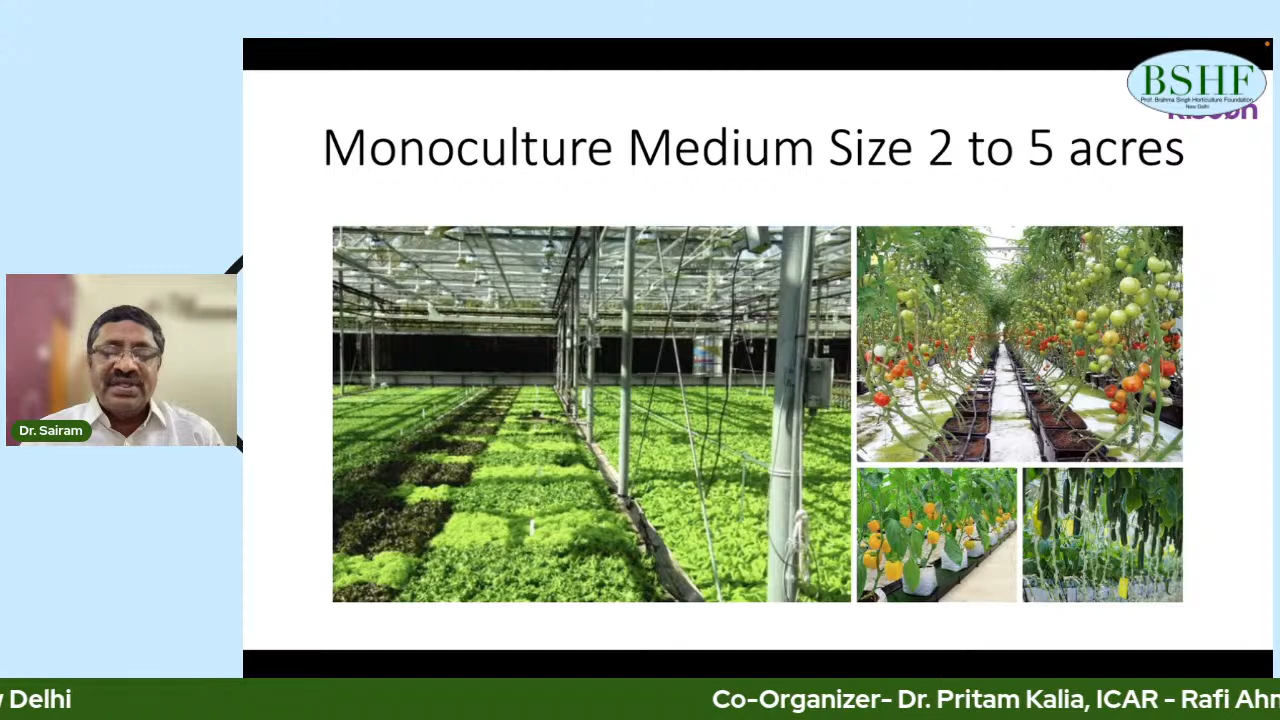 BSHF
Prof. Brahma Singh Horticulture Foundation
New Delhi
Monoculture Medium Size 2 to 5 acres
Dr. Sairam
Delhi
Co-Organizer- Dr. Pritam Kalia, ICAR - Rafi